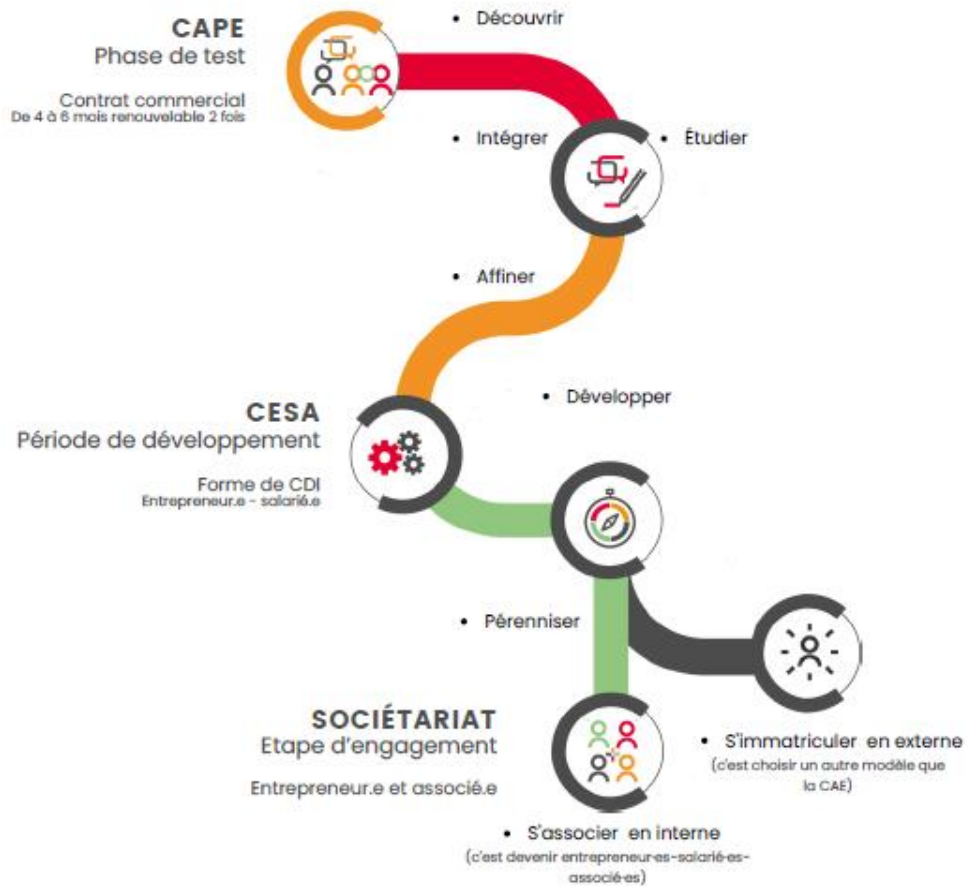 CAPE
Phase de test
Contrat commercial
De 4 à 6 mois renouvelable 2 fois
• Découvrir
• Intégrer
• Étudier
• Affiner
• Développer
CESA
Période de développement
Forme de CDI
Entrepreneur.e - salarié.e
• Pérenniser
SOCIÉTARIAT
Etape d'engagement
Entrepreneur.e et associé.e
• S'immatriculer en externe
(c'est choisir un autre modèle que
la CAE)
• S'associer en interne
(c'est devenir entrepreneur·es-salarié·es-
associé·es)